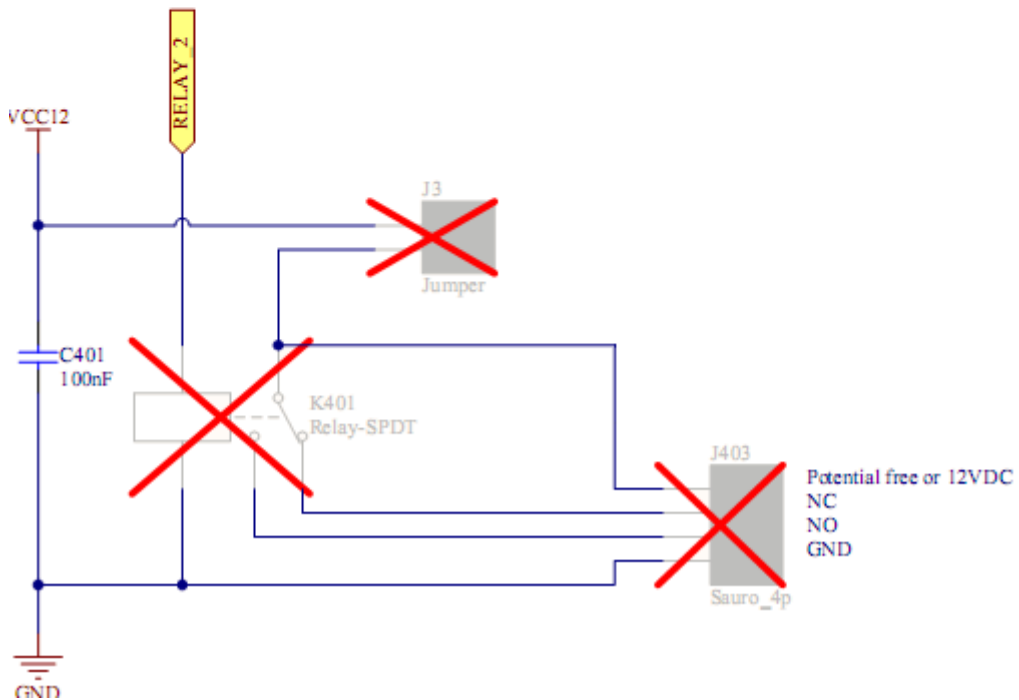 RELAY_2
VCC12
J3
Jumper
C401
100nF
K401
Relay-SPDT
J403
Potential free or 12VDC
NC
NO
GND
Sauro_4p
GND